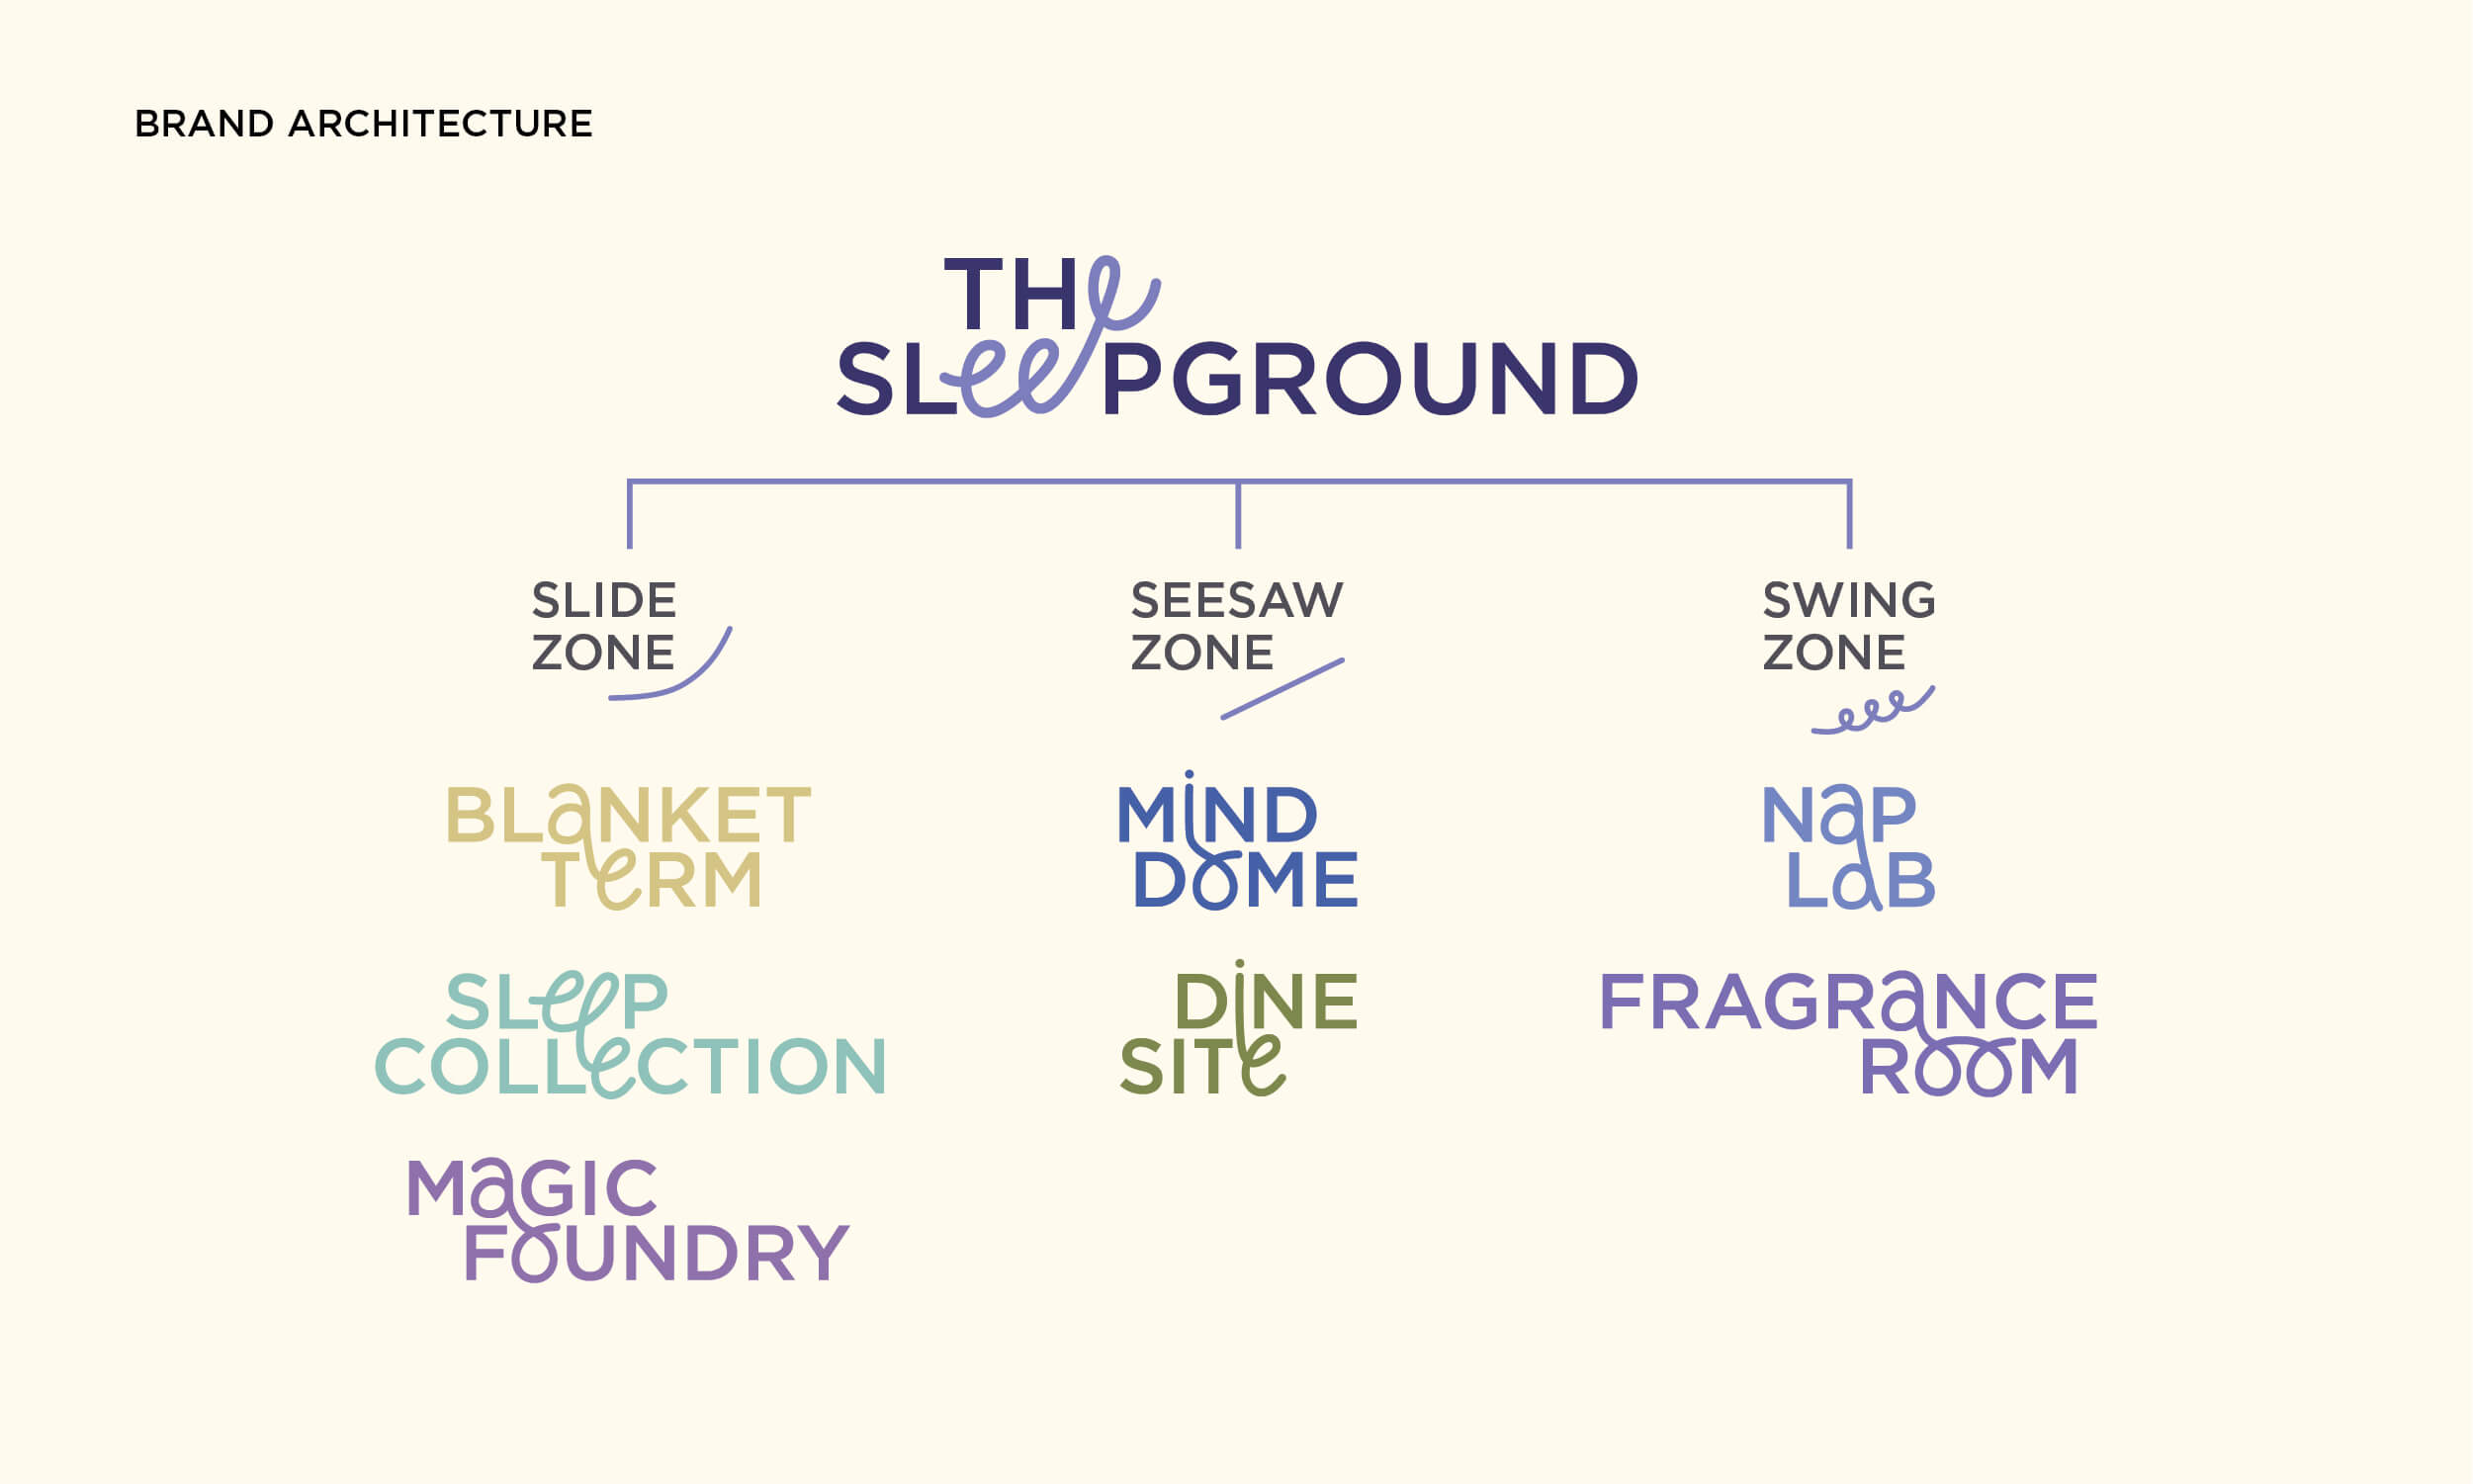 BRAND ARCHITECTURE
THe
SLeePGROUND
SLIDE
ZONE
BLaNKET
TeRM
SLeeP
COLLeCTION
MaGIC
FoUNDRY
SEESAW
ZONE
MiND
DoME
DiNE
SITe
SWING
ZONE
NaP
LaB
FRAGRaNCE
RooM